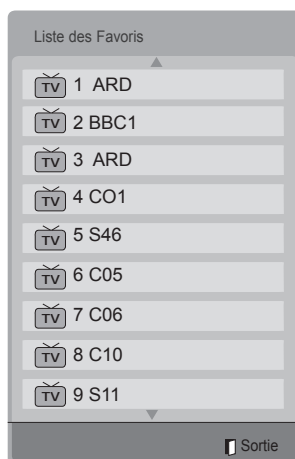 Liste des Favoris
TV 1 ARD
TV 2 BBC1
TV 3 ARD
TV 4 CO1
TV 5 S46
TV 6 C05
TV 7 C06
TV 8 C10
TV 9 S11
Sortie